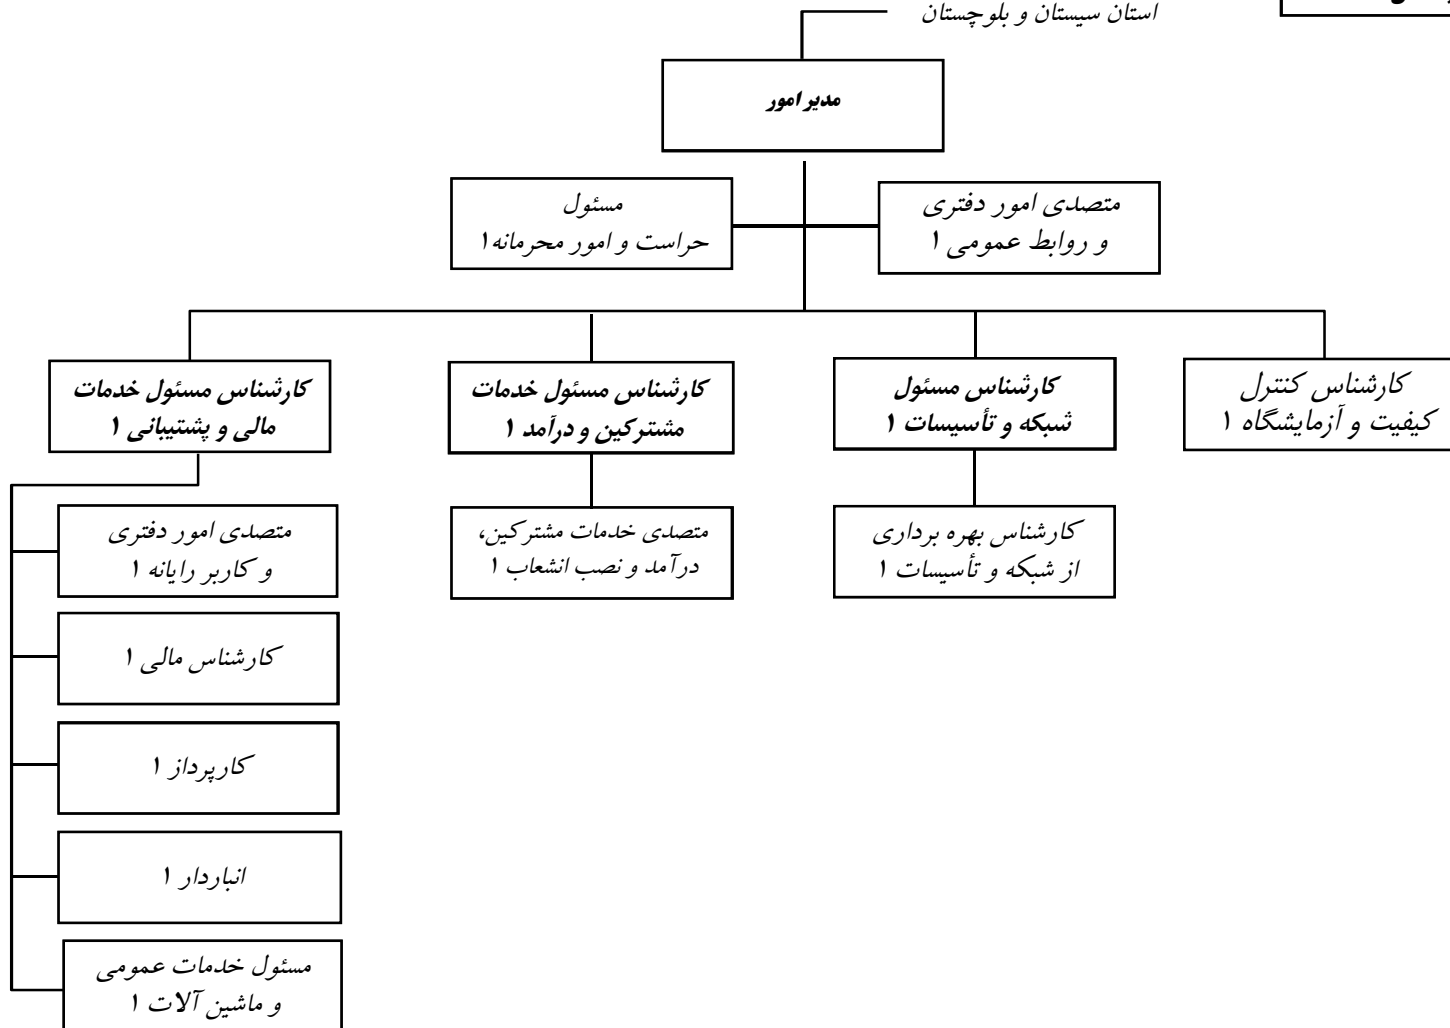 استان سیستان و بلوچستان
مدیر امور
متصدی امور دفتری
و روابط عمومی ۱
مسئول
حراست و امور محرمانه ۱
کارشناس کنترل
کیفیت و آزمایشگاه ۱
کارشناس مسئول
شبکه و تأسیسات ۱
کارشناس مسئول خدمات
مشترکین و درآمد ۱
کارشناس مسئول خدمات
مالی و پشتیبانی ۱
کارشناس بهره برداری
از شبکه و تأسیسات ۱
متصدی خدمات مشترکین،
درآمد و نصب انشعاب ۱
متصدی امور دفتری
و کاربر رایانه ۱
کارشناس مالی ۱
کارپرداز ۱
انباردار ۱
مسئول خدمات عمومی
و ماشین آلات ۱